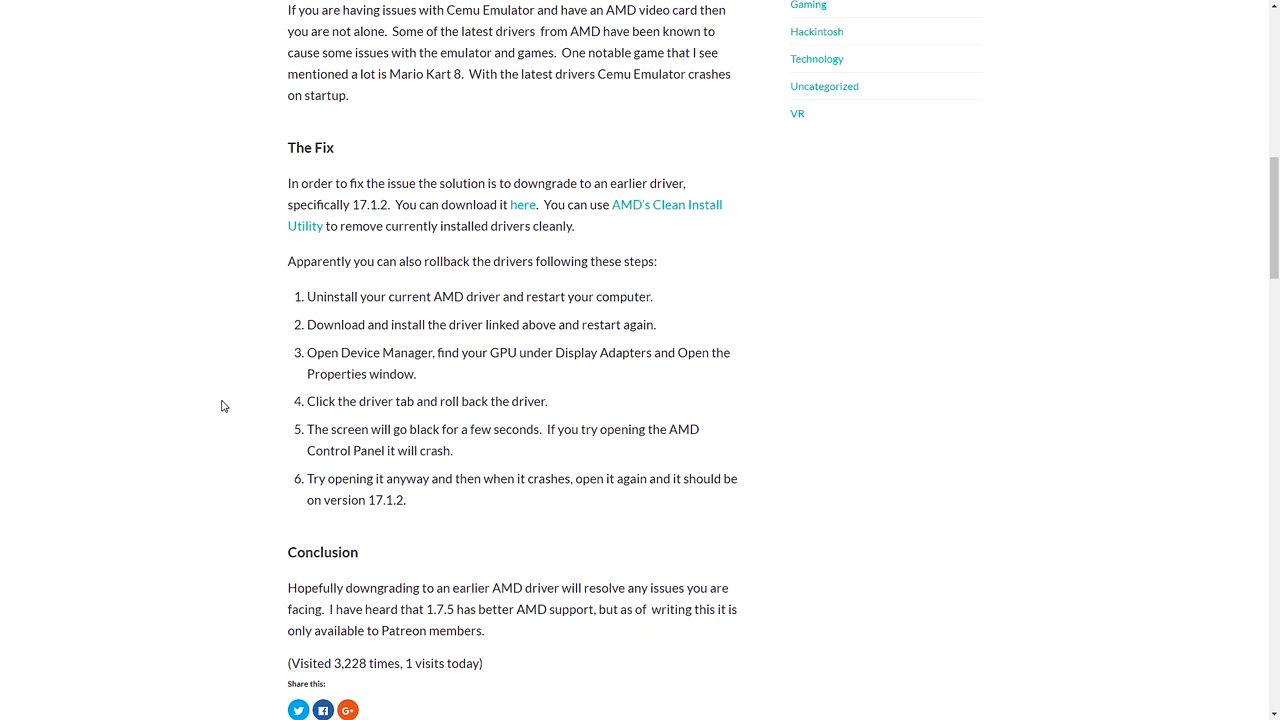 If you are having issues with Cemu Emulator and have an AMD video card then
you are not alone.  Some of the latest drivers  from AMD have been known to
cause some issues with the emulator and games.  One notable game that I see
mentioned a lot is Mario Kart 8.  With the latest drivers Cemu Emulator crashes
on startup.
The Fix
In order to fix the issue the solution is to downgrade to an earlier driver,
specifically 17.1.2.  You can download it here.  You can use AMD's Clean Install
Utility to remove currently installed drivers cleanly.
Apparently you can also rollback the drivers following these steps:
1. Uninstall your current AMD driver and restart your computer.
2. Download and install the driver linked above and restart again.
3. Open Device Manager, find your GPU under Display Adapters and Open the
Properties window.
4. Click the driver tab and roll back the driver.
5. The screen will go black for a few seconds.  If you try opening the AMD
Control Panel it will crash.
6. Try opening it anyway and then when it crashes, open it again and it should be
on version 17.1.2.
Conclusion
Hopefully downgrading to an earlier AMD driver will resolve any issues you are
facing.  I have heard that 1.7.5 has better AMD support, but as of  writing this it is
only available to Patreon members.
(Visited 3,228 times, 1 visits today)
Share this:
Gaming
Hackintosh
Technology
Uncategorized
VR